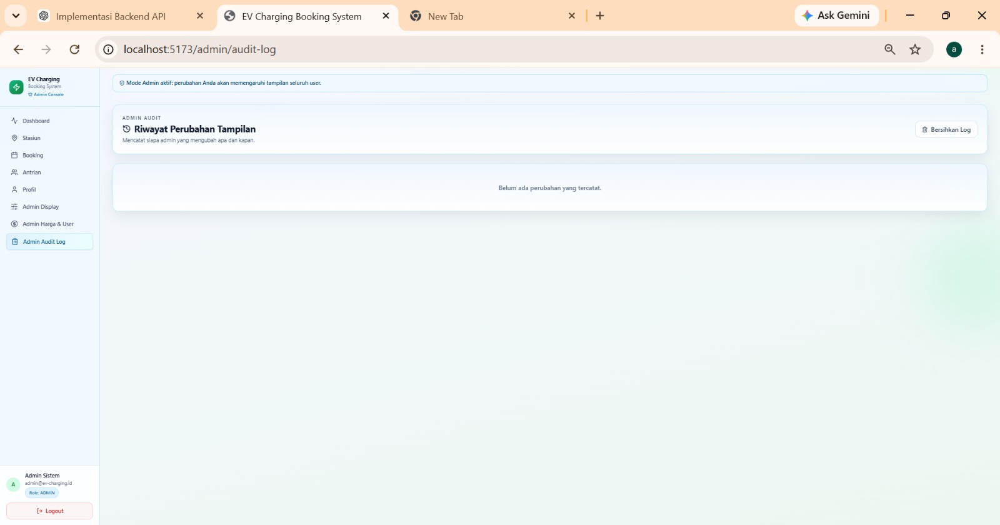 Implementasi Backend API
EV Charging Booking System
New Tab
Ask Gemini
localhost:5173/admin/audit-log
a
EV Charging
Booking System
Admin Console
Dashboard
Stasiun
Booking
Antrian
Profil
Admin Display
Admin Harga & User
Admin Audit Log
Mode Admin aktif: perubahan Anda akan memengaruhi tampilan seluruh user.
ADMIN AUDIT
Riwayat Perubahan Tampilan
Mencatat siapa admin yang mengubah apa dan kapan.
Bersihkan Log
Belum ada perubahan yang tercatat.
A
Admin Sistem
admin@ev-charging.id
Role: ADMIN
Logout